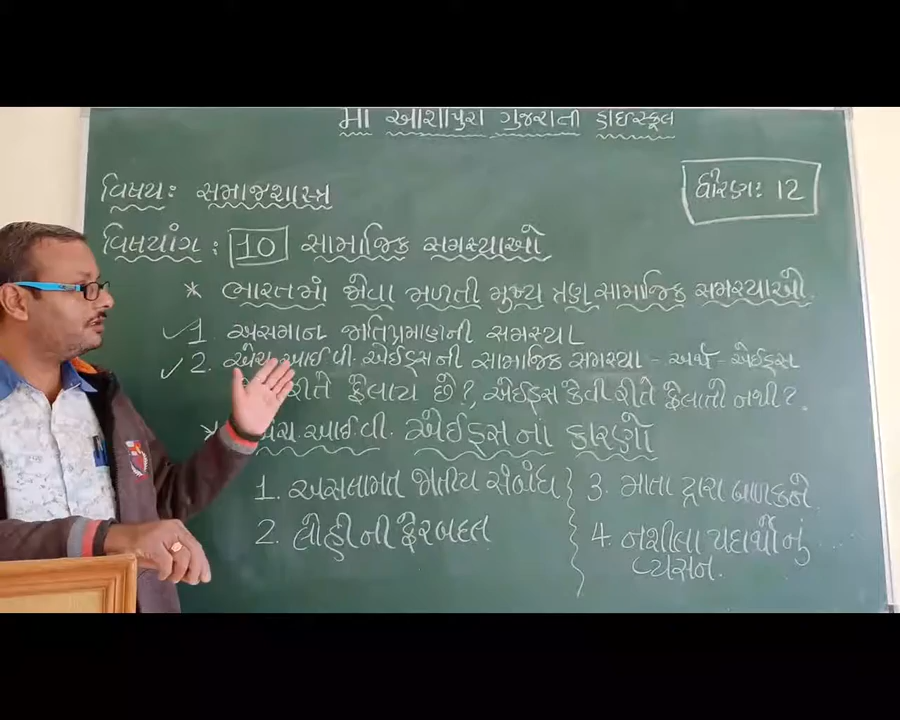 મા આશાપુરા ગુજરાતી હાઇસ્કૂલ
વિષય: સમાજશાસ્ત્ર
ધોરણ: 12
વિષયાંગ: 10 સામાજિક સમસ્યાઓ
* ભારતમાં જોવા મળતી મુખ્ય ત્રણ સામાજિક સમસ્યાઓ
✓ 1 અસમાન જાતિપ્રમાણની સમસ્યા
✓ 2. એચ.આઈ.વી. એઈડ્સની સામાજિક સમસ્યા - અર્થ - એઈડ્સ
રીતે ફેલાય છે?, એઈડ્સ કેવી રીતે ફેલાતો નથી?
* એચ.આઈ.વી. એઈડ્સના કારણો
1. અસલામત જાતીય સંબંધ
2. લોહીની ફેરબદલ
3. માતા દ્વારા બાળકને
4. નશીલા પદાર્થોનું
વ્યસન.